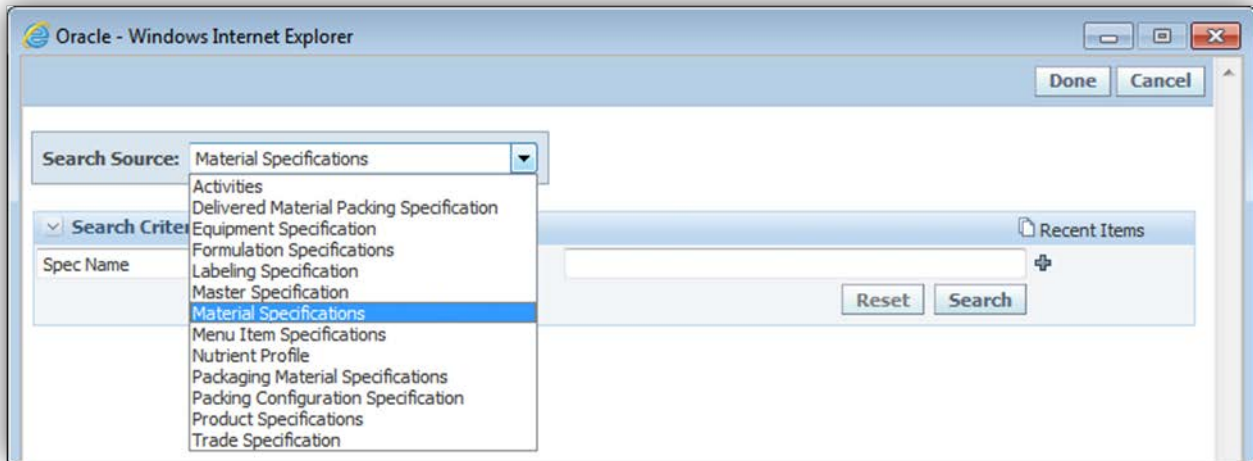 Oracle - Windows Internet Explorer
Done Cancel
Search Source: Material Specifications
Activities
Delivered Material Packing Specification
Search Criter Equipment Specification Recent Items
Formulation Specifications
Spec Name Labeling Specification
Master Specification Reset Search
Material Specifications
Menu Item Specifications
Nutrient Profile
Packaging Material Specifications
Packing Configuration Specification
Product Specifications
Trade Specification